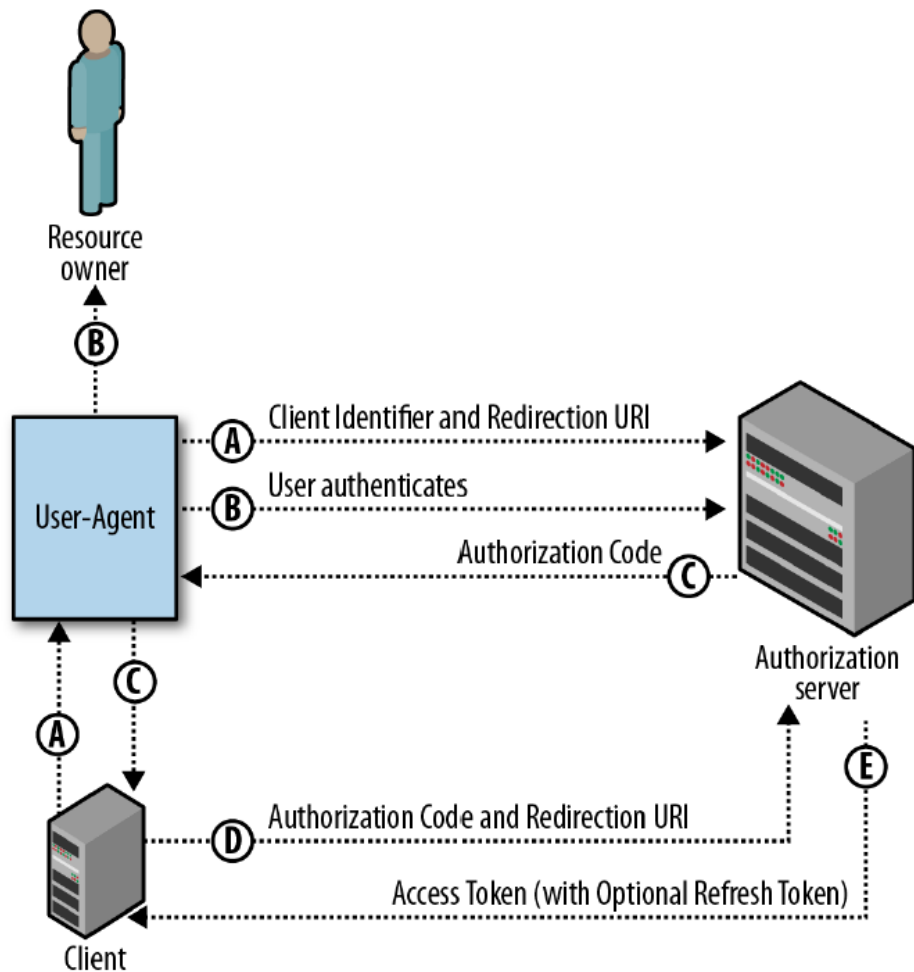 Resource
owner
B
A Client Identifier and Redirection URI
B User authenticates
User-Agent
Authorization Code
C
Authorization
server
C
A
E
D Authorization Code and Redirection URI
Access Token (with Optional Refresh Token)
Client